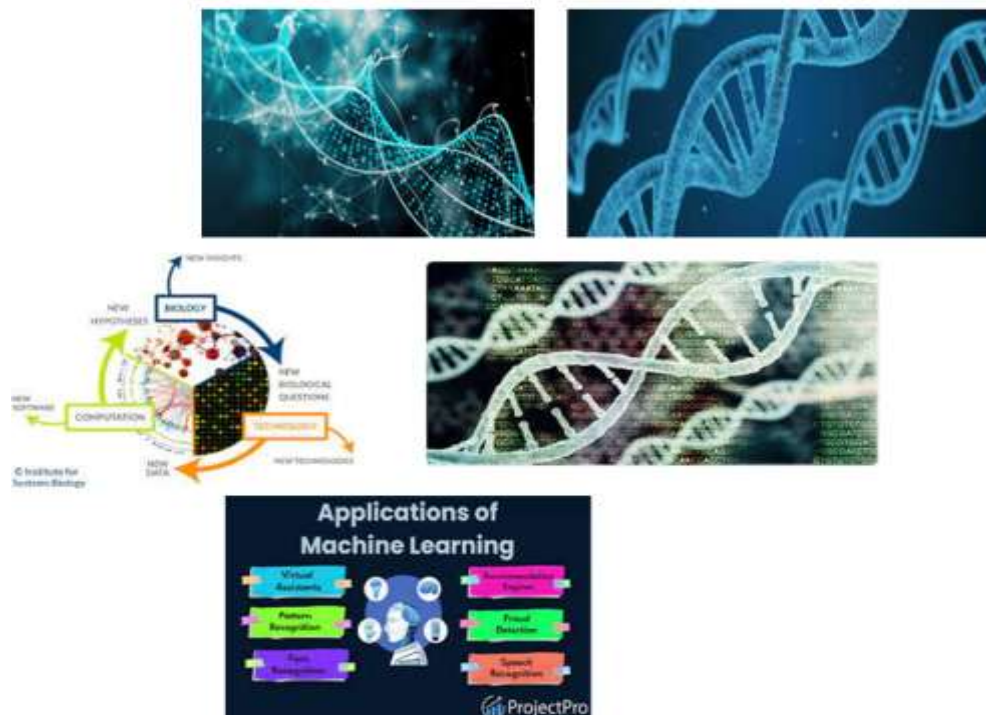 NEW INSIGHTS
BIOLOGY
NEW
HYPOTHESES
NEW
BIOLOGICAL
QUESTIONS
NEW
SOFTWARE
COMPUTATION
TECHNOLOGY
NEW
DATA
NEW TECHNOLOGIES
© Institute for
Systems Biology
Applications of
Machine Learning
Virtual
Assistants
Recommendation
Engines
Pattern
Recognition
Fraud
Detection
Recognition
Speech
Recognition
ProjectPro